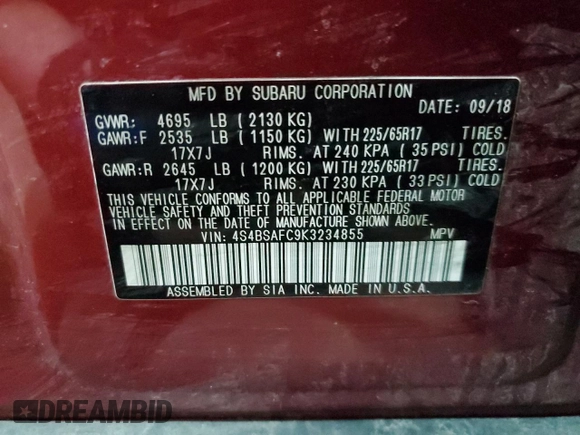 MFD BY SUBARU CORPORATION
GVWR: 4695 LB ( 2130 KG) DATE: 09/18
GAWR:F 2535 LB ( 1150 KG) WITH 225/65R17 TIRES.
17X7J RIMS. AT 240 KPA ( 35 PSI) COLD
GAWR:R 2645 LB ( 1200 KG) WITH 225/65R17 TIRES.
17X7J RIMS. AT 230 KPA ( 33 PSI) COLD
THIS VEHICLE CONFORMS TO ALL APPLICABLE FEDERAL MOTOR
VEHICLE SAFETY AND THEFT PREVENTION STANDARDS
IN EFFECT ON THE DATE OF MANUFACTURE SHOWN ABOVE.
VIN: 4S4BSAFC9K3234855 MPV
ASSEMBLED BY SIA INC. MADE IN U.S.A.
DREAMBID